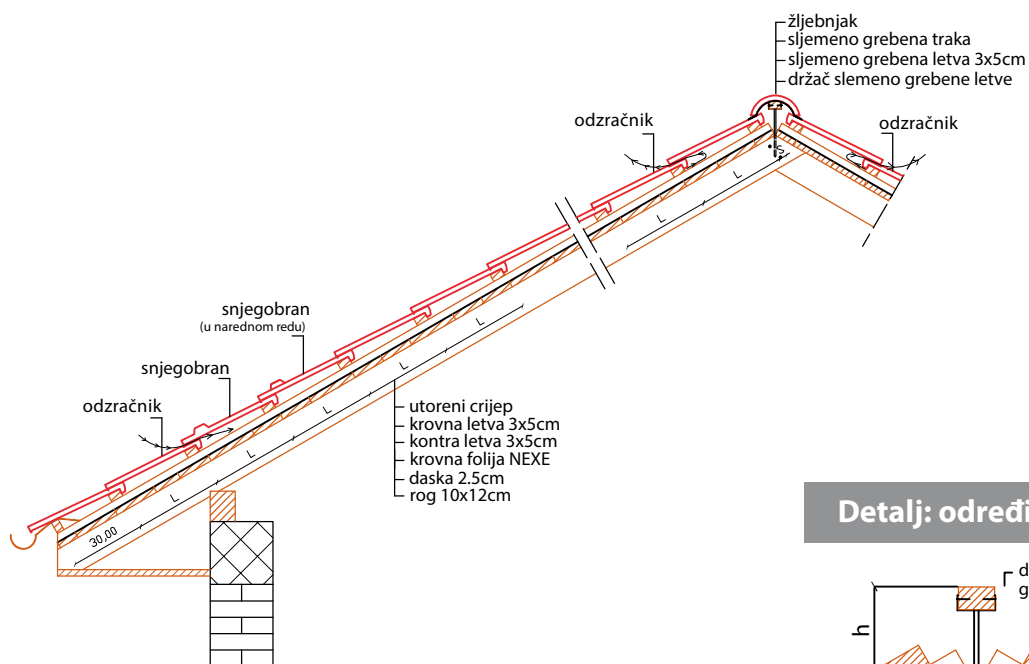 žljebnjak
sljemeno grebena traka
sljemeno grebena letva 3x5cm
držač slemeno grebene letve
odzračnik
odzračnik
S
L
L
snjegobran
(u narednom redu)
snjegobran
odzračnik
L
L
L
L
L
30,00
utoreni crijep
krovna letva 3x5cm
kontra letva 3x5cm
krovna folija NEXE
daska 2.5cm
rog 10x12cm
Detalj: određi
d
g
h